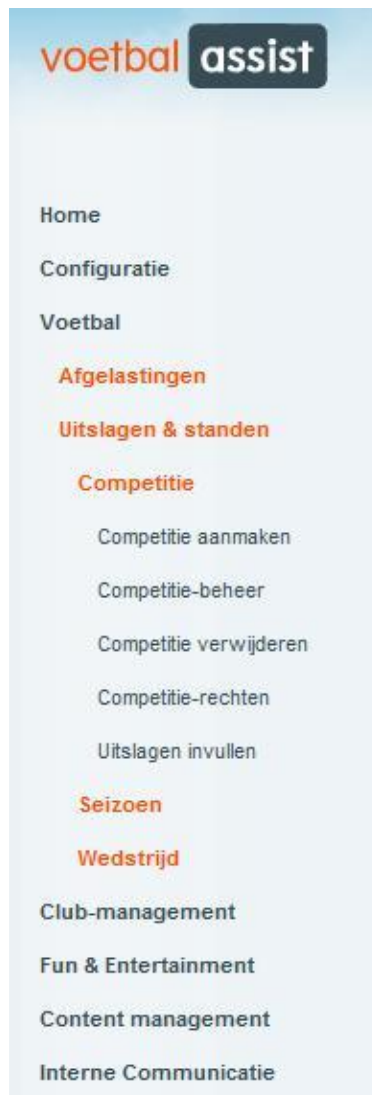 voetbal assist
Home
Configuratie
Voetbal
Afgelastingen
Uitslagen & standen
Competitie
Competitie aanmaken
Competitie-beheer
Competitie verwijderen
Competitie-rechten
Uitslagen invullen
Seizoen
Wedstrijd
Club-management
Fun & Entertainment
Content management
Interne Communicatie